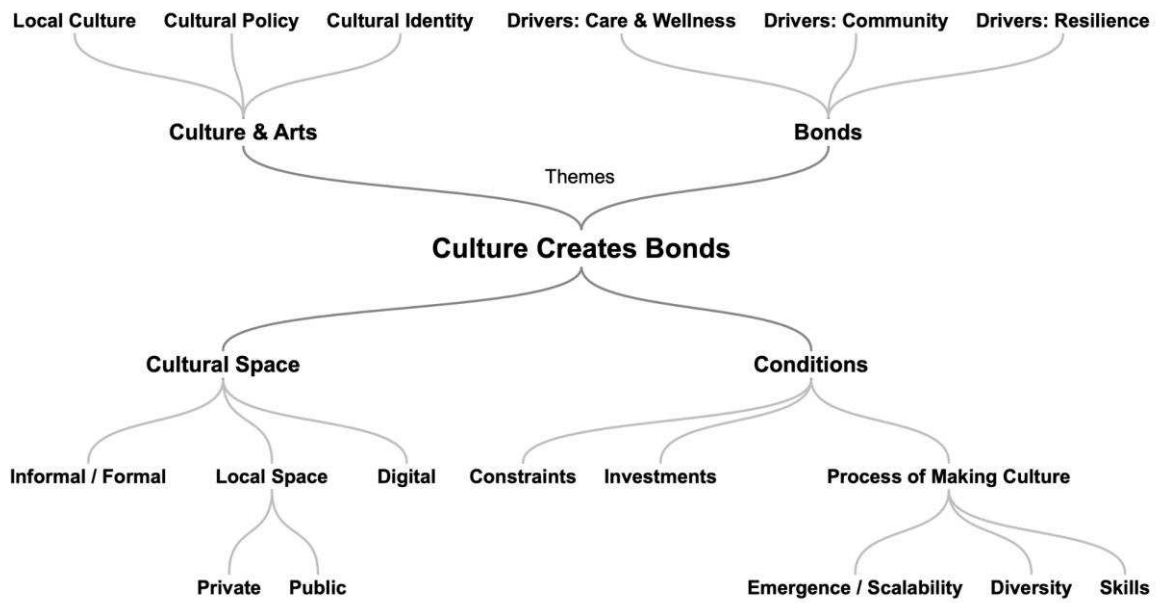 Local Culture
Cultural Policy
Cultural Identity
Drivers: Care & Wellness
Drivers: Community
Drivers: Resilience
Culture & Arts
Bonds
Themes
Culture Creates Bonds
Cultural Space
Conditions
Informal / Formal
Local Space
Digital
Constraints
Investments
Process of Making Culture
Private
Public
Emergence / Scalability
Diversity
Skills